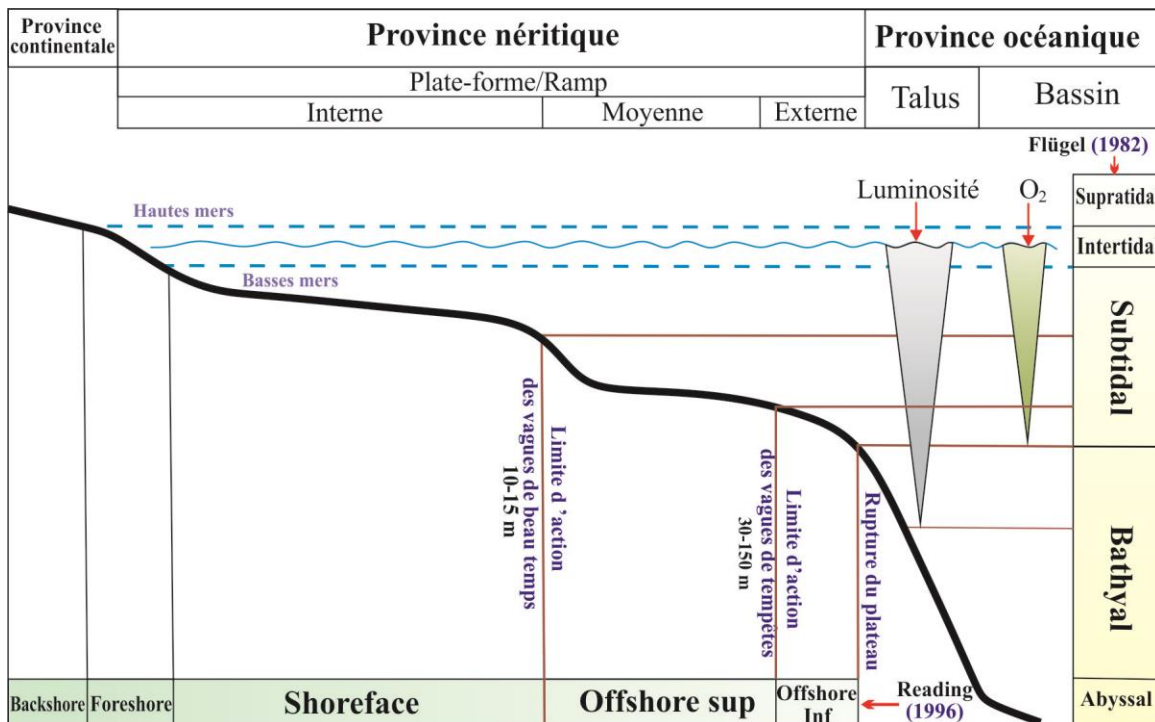 Province
continentale
Province néritique
Province océanique
Plate-forme/Ramp
Talus
Bassin
Interne
Moyenne
Externe
Flügel (1982)
Luminosité
O₂
Supratida
Hautes mers
Intertida
Basses mers
Subtidal
Limite d'action
des vagues de beau temps
10-15 m
Limite d'action
des vagues de tempêtes
30-150 m
Rupture du plateau
Bathyal
Backshore
Foreshore
Shoreface
Offshore sup
Offshore
Inf
Reading
(1996)
Abyssal